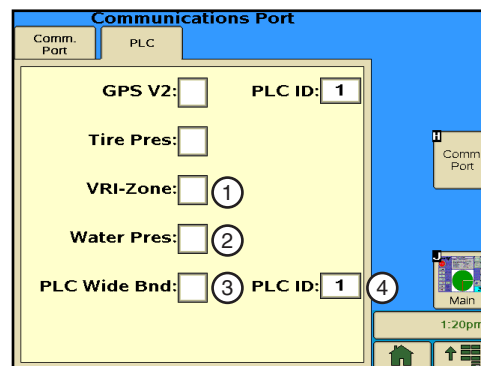 Communications Port
Comm. Port
PLC
GPS V2:
PLC ID: 1
Tire Pres:
H
Comm
Port
VRI-Zone: 1
Water Pres: 2
PLC Wide Bnd: 3 PLC ID: 1 4
J
Main
1:20pm